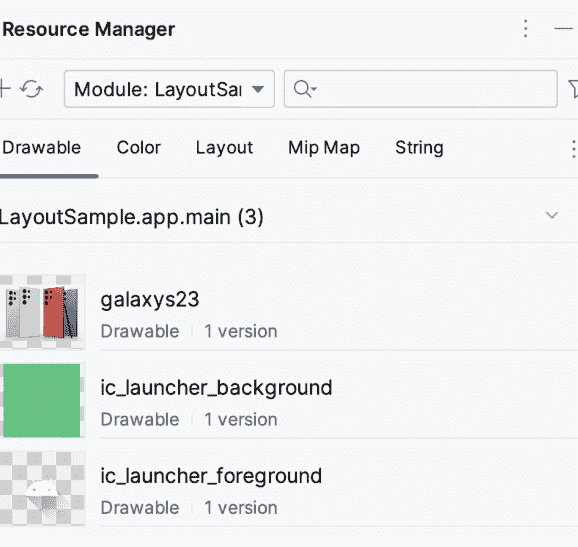 Resource Manager
Module: LayoutSa
Drawable
Color
Layout
Mip Map
String
LayoutSample.app.main (3)
galaxys23
Drawable
1 version
ic_launcher_background
Drawable
1 version
ic_launcher_foreground
Drawable
1 version